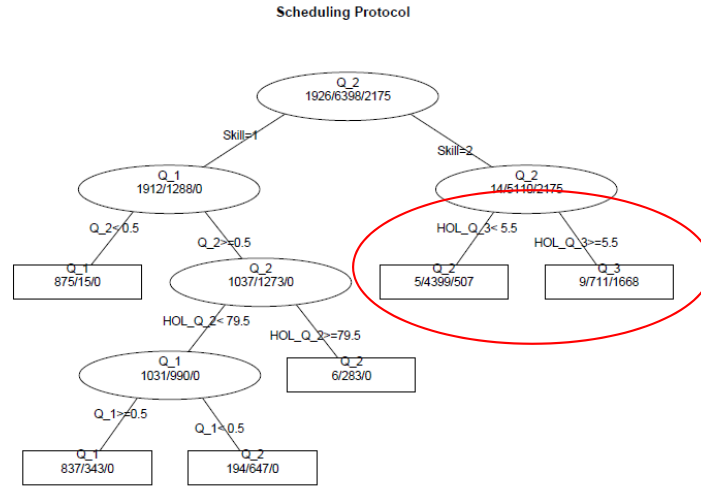 Scheduling Protocol
Q_2
1926/6398/2175
Skill=1
Skill=2
Q_1
1912/1288/0
Q_2
14/5110/2175
Q_2< 0.5
Q_2>=0.5
HOL_Q_3< 5.5
HOL_Q_3>=5.5
Q_1
875/15/0
Q_2
1037/1273/0
Q_2
5/4399/507
Q_3
9/711/1668
HOL_Q_2< 79.5
HOL_Q_2>=79.5
Q_1
1031/990/0
Q_2
6/283/0
Q_1>=0.5
Q_1< 0.5
Q_1
837/343/0
Q_2
194/647/0